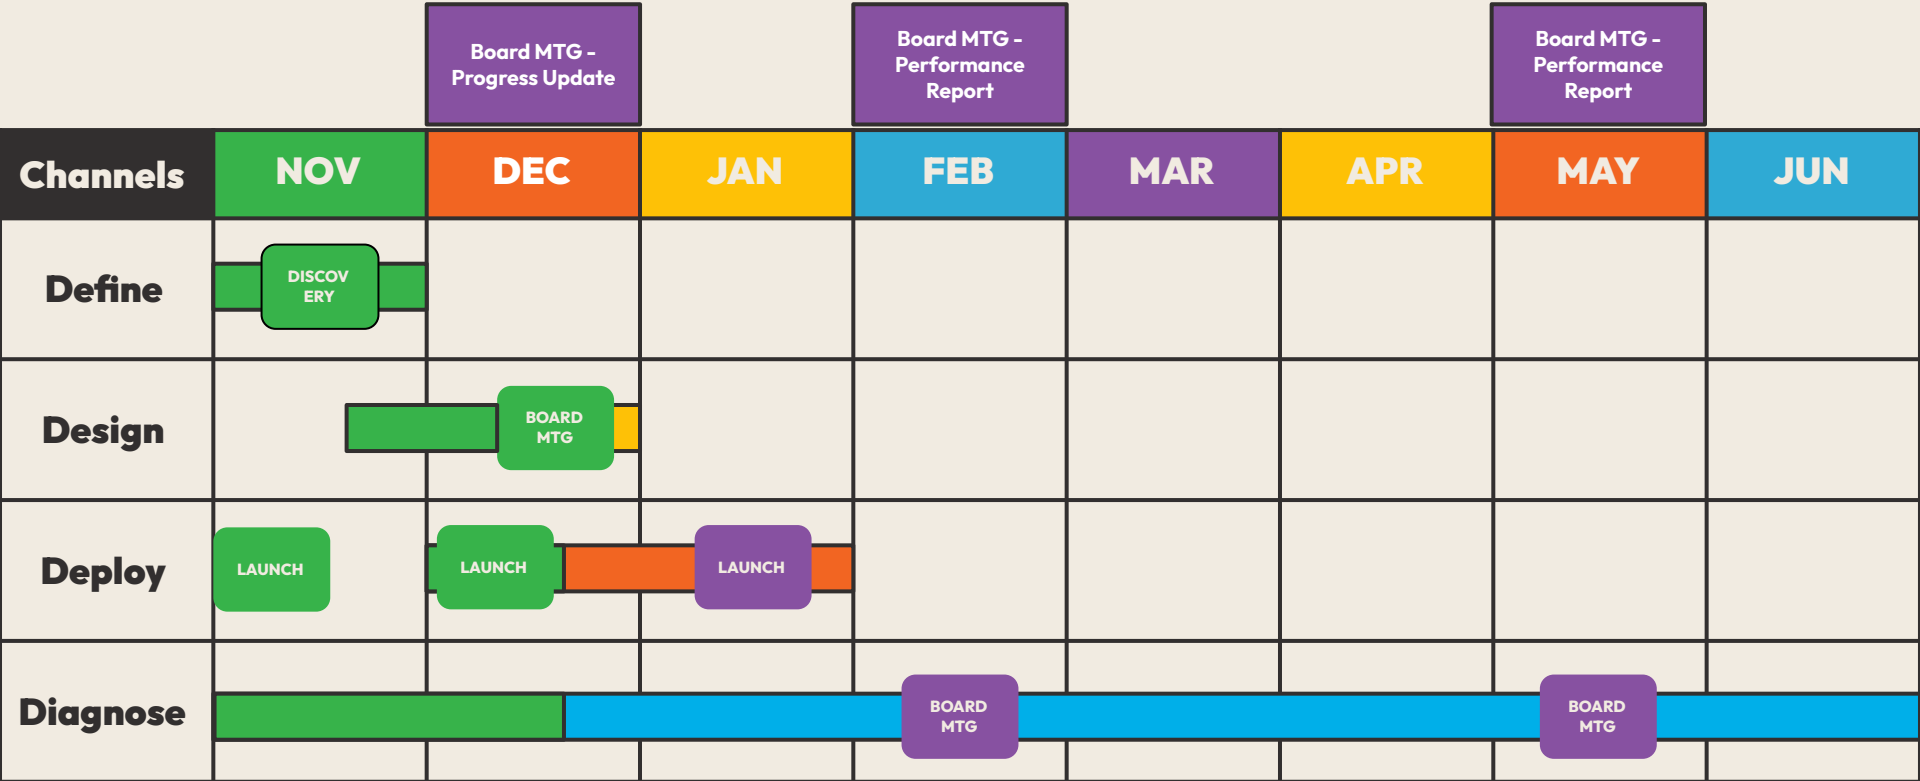 Board MTG -
Progress Update
Board MTG -
Performance
Report
Board MTG -
Performance
Report
Channels
NOV
DEC
JAN
FEB
MAR
APR
MAY
JUN
Define
DISCOV
ERY
Design
BOARD
MTG
Deploy
LAUNCH
LAUNCH
LAUNCH
Diagnose
BOARD
MTG
BOARD
MTG